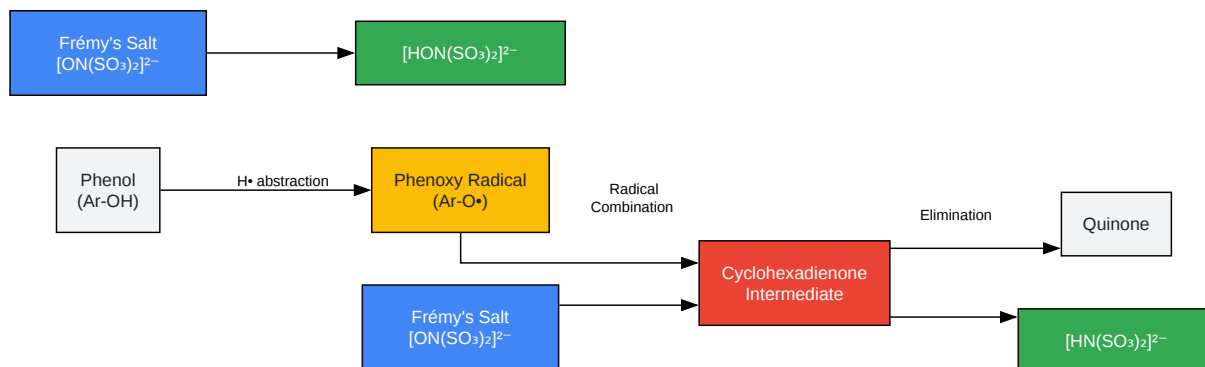 Frémy's Salt
[ON(SO₃)₂]²⁻
[HON(SO₃)₂]²⁻
Phenol
(Ar-OH)
H• abstraction
Phenoxy Radical
(Ar-O•)
Radical
Combination
Frémy's Salt
[ON(SO₃)₂]²⁻
Cyclohexadienone
Intermediate
Elimination
Quinone
[HN(SO₃)₂]²⁻